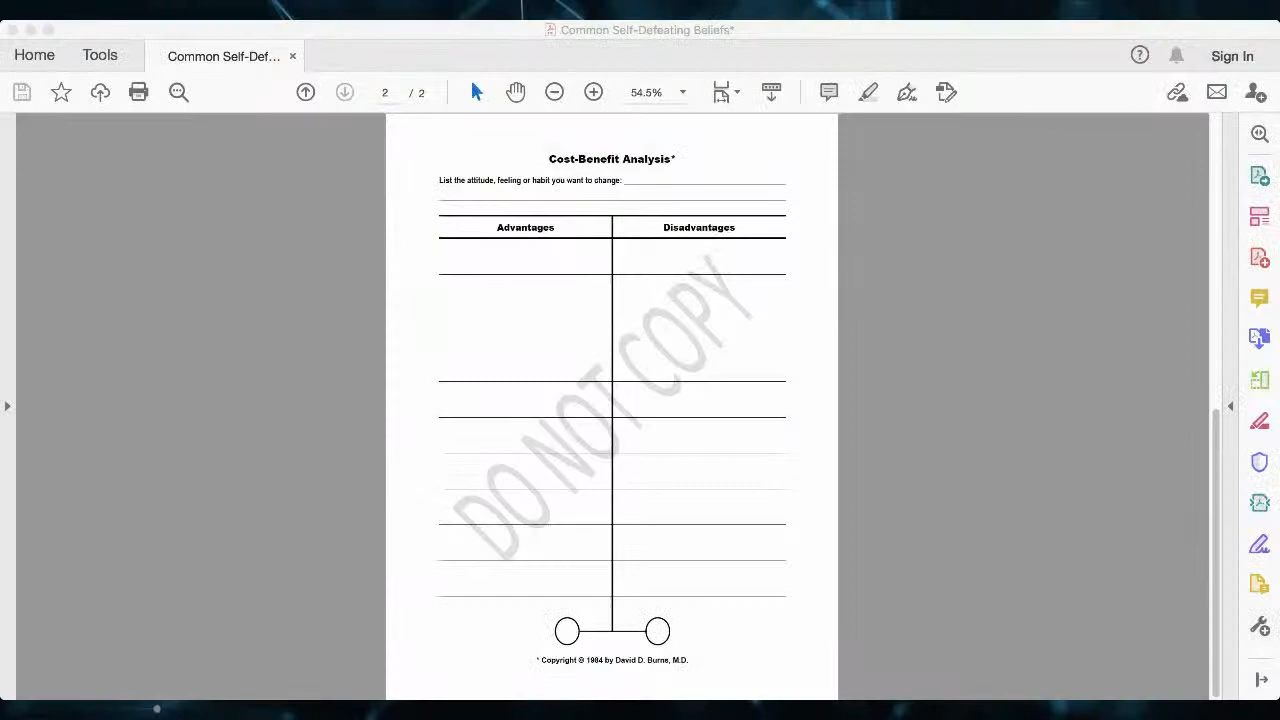 Common Self-Defeating Beliefs*
Home Tools Common Self-Def... × Sign In
2 / 2 54.5%
Cost-Benefit Analysis*
List the attitude, feeling or habit you want to change:
Advantages Disadvantages
DO NOT COPY
* Copyright © 1984 by David D. Burns, M.D.